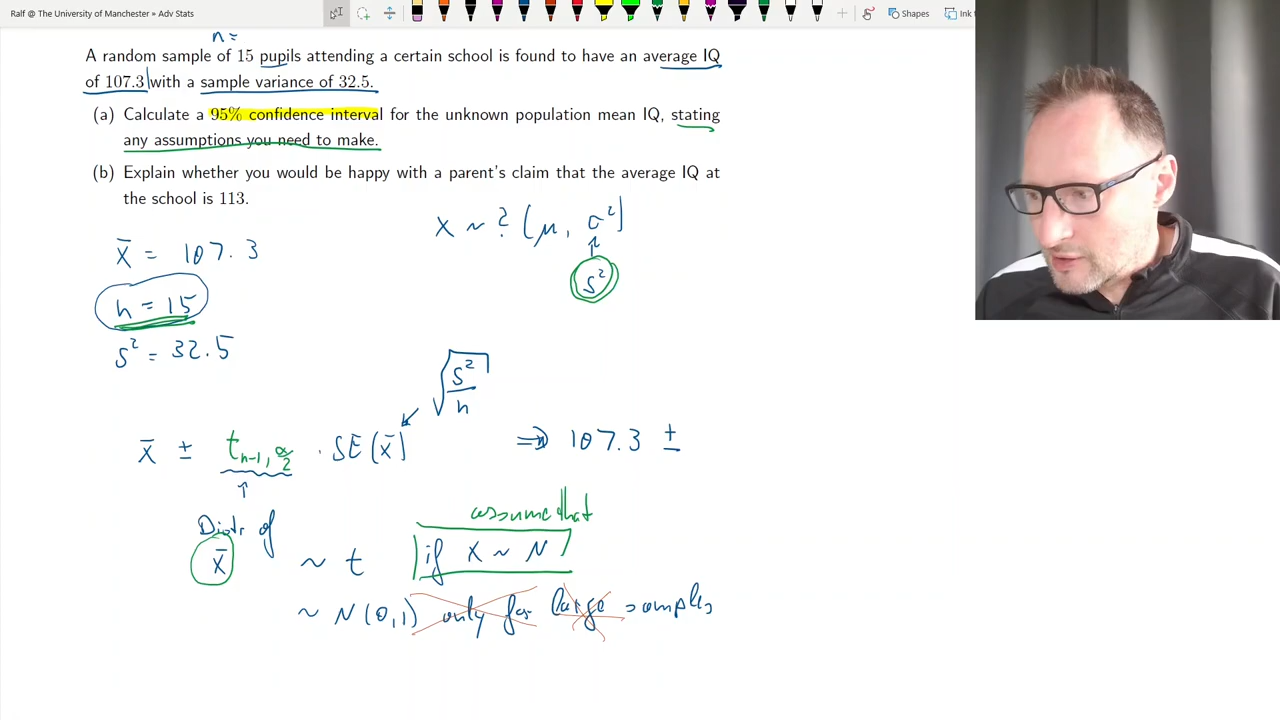 Ralf @ The University of Manchester » Adv Stats
Shapes
Ink t
n =
A random sample of 15 pupils attending a certain school is found to have an average IQ
of 107.3 with a sample variance of 32.5.
(a) Calculate a 95% confidence interval for the unknown population mean IQ, stating
any assumptions you need to make.
(b) Explain whether you would be happy with a parent's claim that the average IQ at
the school is 113.
X ~ ? (μ, σ²)
s²
x̄ = 107.3
n = 15
s² = 32.5
√(s²/n)
x̄ ± t n-1, α/2 · SE(x̄) ⇒ 107.3 ±
Distr of
x̄
assume that
~ t if X ~ N
~ N(0,1) only for large samples